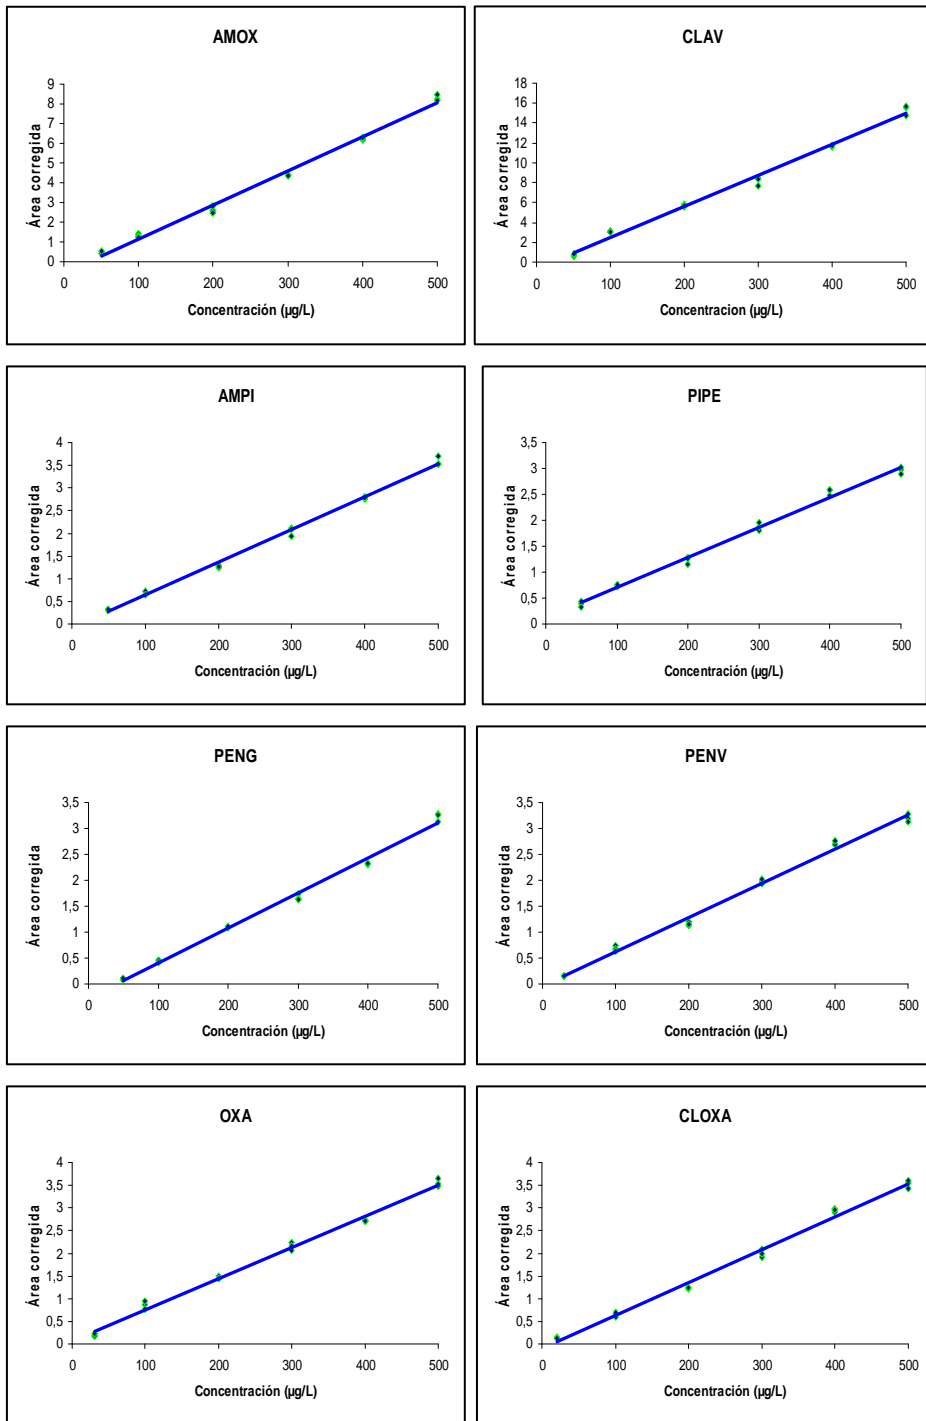 AMOX
Área corregida
9
8
7
6
5
4
3
2
1
0
0 100 200 300 400 500
Concentración (µg/L)
CLAV
Área corregida
18
16
14
12
10
8
6
4
2
0
0 100 200 300 400 500
Concentracion (µg/L)
AMPI
Área corregida
4
3,5
3
2,5
2
1,5
1
0,5
0
0 100 200 300 400 500
Concentración (µg/L)
PIPE
Área corregida
3,5
3
2,5
2
1,5
1
0,5
0
0 100 200 300 400 500
Concentración (µg/L)
PENG
Área corregida
3,5
3
2,5
2
1,5
1
0,5
0
0 100 200 300 400 500
Concentración (µg/L)
PENV
Área corregida
3,5
3
2,5
2
1,5
1
0,5
0
0 100 200 300 400 500
Concentración (µg/L)
OXA
Área corregida
4
3,5
3
2,5
2
1,5
1
0,5
0
0 100 200 300 400 500
Concentración (µg/L)
CLOXA
Área corregida
4
3,5
3
2,5
2
1,5
1
0,5
0
0 100 200 300 400 500
Concentración (µg/L)